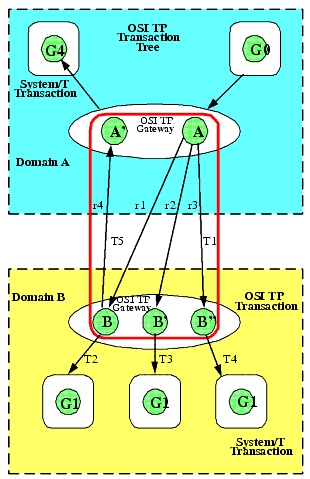 OSI TP
Transaction
Tree
G4
G0
System/T
Transaction
OSI TP
Gateway
A'
A
Domain A
r4
r1
r2
r3
T5
T1
Domain B
OSI TP
Transaction
OSI TP
Gateway
B
B'
B"
T2
T3
T4
G1
G1
G1
System/T
Transaction